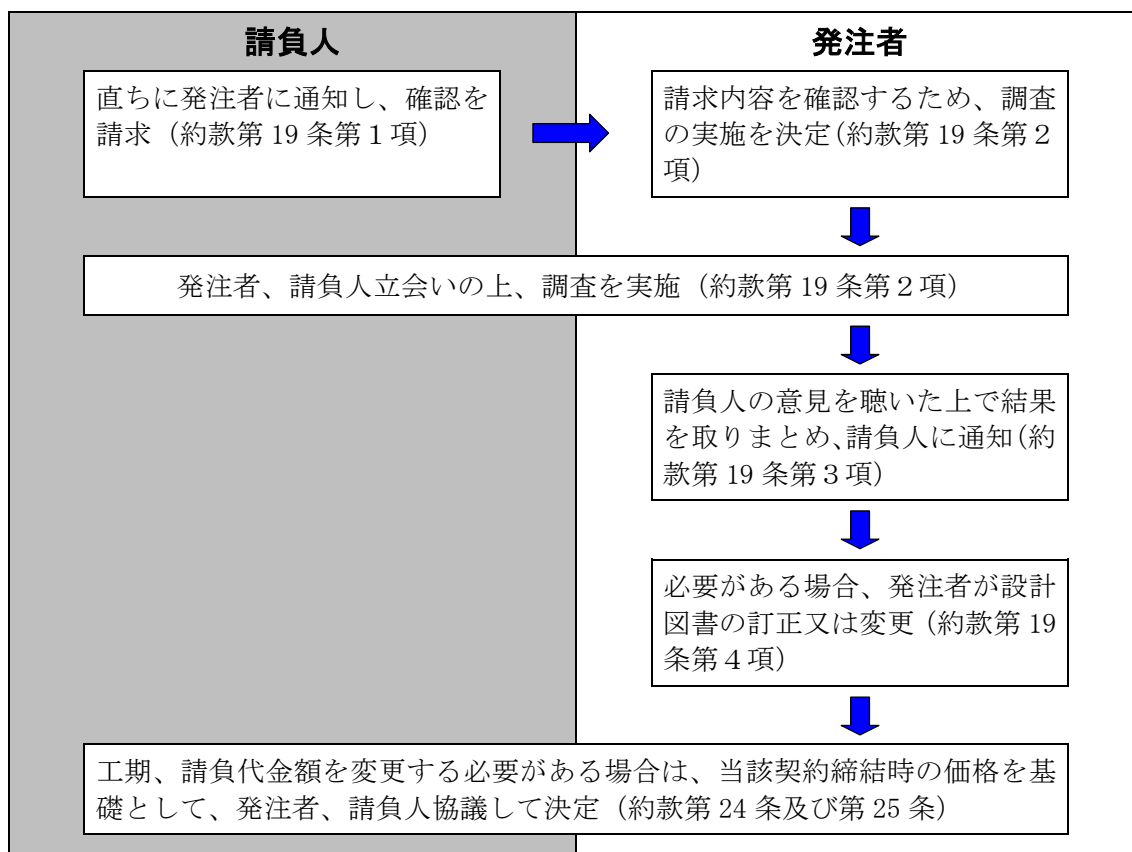 請負人
発注者
直ちに発注者に通知し、確認を
請求（約款第 19 条第１項）
請求内容を確認するため、調査
の実施を決定（約款第 19 条第２
項）
発注者、請負人立会いの上、調査を実施（約款第 19 条第２項）
請負人の意見を聴いた上で結果
を取りまとめ、請負人に通知（約
款第 19 条第３項）
必要がある場合、発注者が設計
図書の訂正又は変更（約款第 19
条第４項）
工期、請負代金額を変更する必要がある場合は、当該契約締結時の価格を基
礎として、発注者、請負人協議して決定（約款第 24 条及び第 25 条）